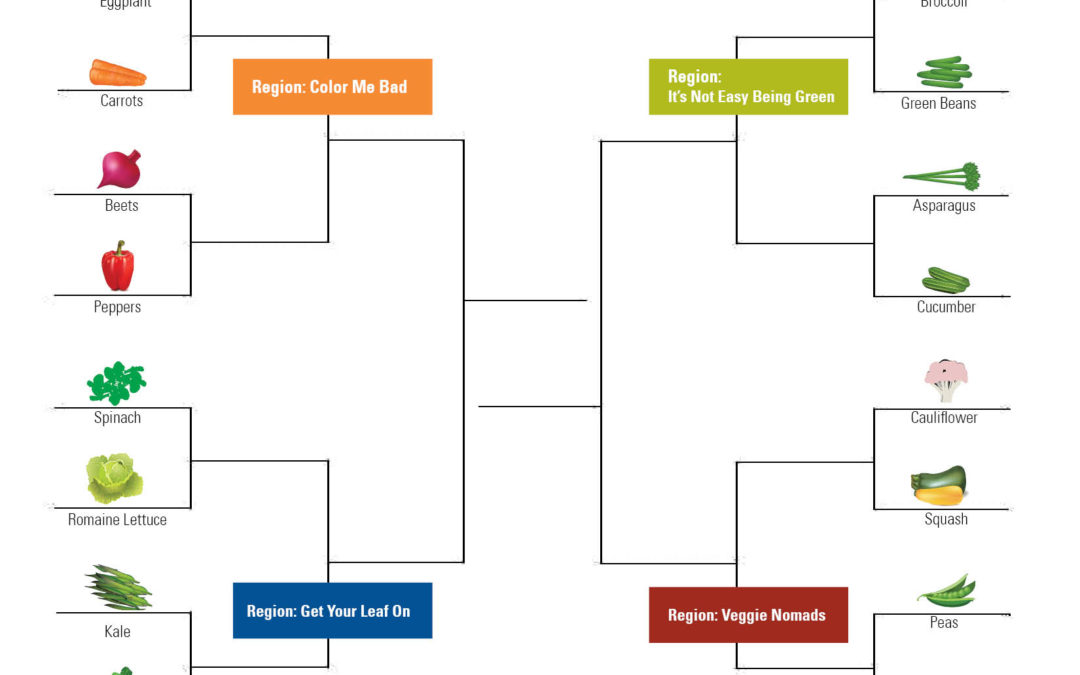 Eggplant
Broccoli
Carrots
Region: Color Me Bad
Region:
It's Not Easy Being Green
Green Beans
Beets
Asparagus
Peppers
Cucumber
Spinach
Cauliflower
Romaine Lettuce
Squash
Kale
Region: Get Your Leaf On
Region: Veggie Nomads
Peas